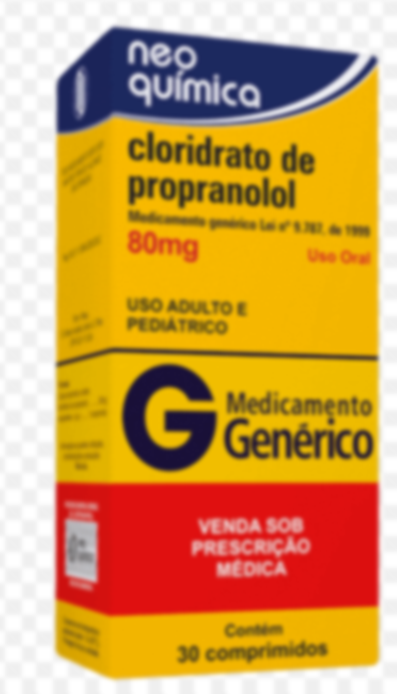 neo
química
cloridrato de
propranolol
Medicamento genérico Lei nº 9.787, de 1999
80mg
Uso Oral
USO ADULTO E
PEDIÁTRICO
G Medicamento
Genérico
VENDA SOB
PRESCRIÇÃO
MÉDICA
Contém
30 comprimidos